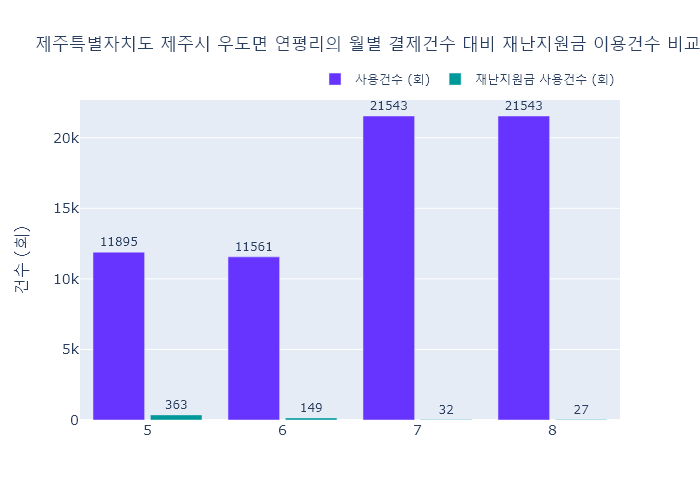 제주특별자치도 제주시 우도면 연평리의 월별 결제건수 대비 재난지원금 이용건수 비교
사용건수 (회) 재난지원금 사용건수 (회)
건수 (회)
20k
15k
10k
5k
0
11895 363
11561 149
21543 32
21543 27
5 6 7 8